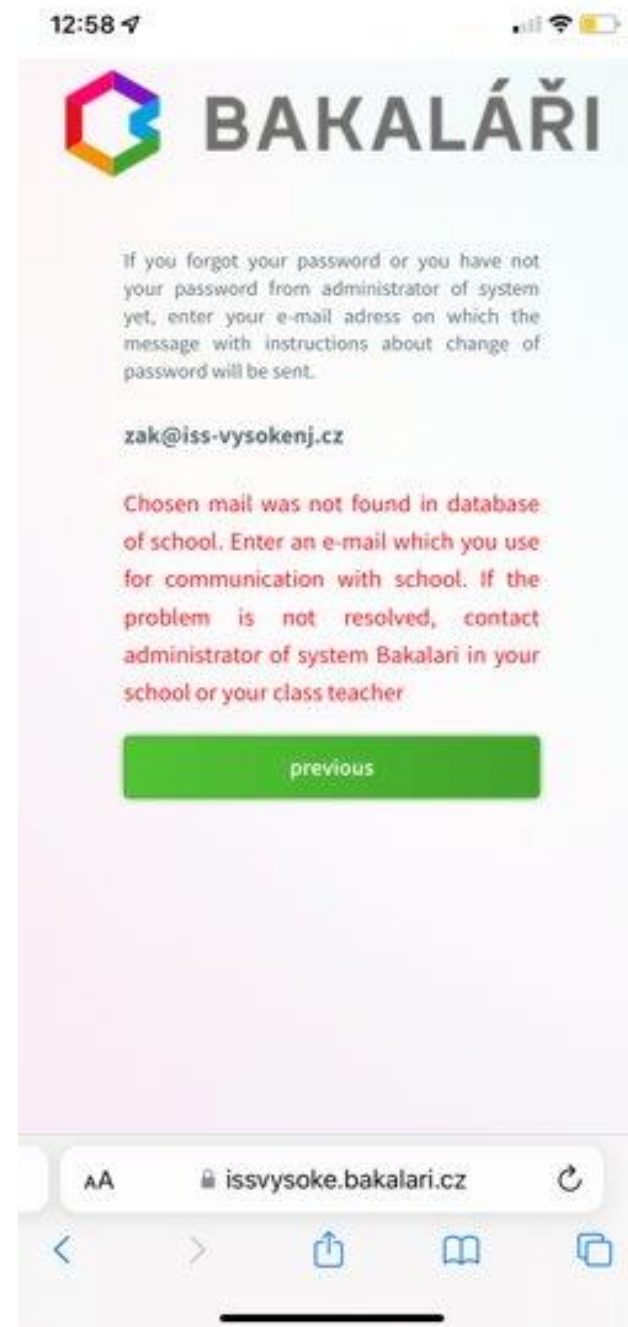 12:58
BAKALÁŘI
If you forgot your password or you have not
your password from administrator of system
yet, enter your e-mail adress on which the
message with instructions about change of
password will be sent.
zak@iss-vysokenj.cz
Chosen mail was not found in database
of school. Enter an e-mail which you use
for communication with school. If the
problem is not resolved, contact
administrator of system Bakalari in your
school or your class teacher
previous
AA issvysoke.bakalari.cz